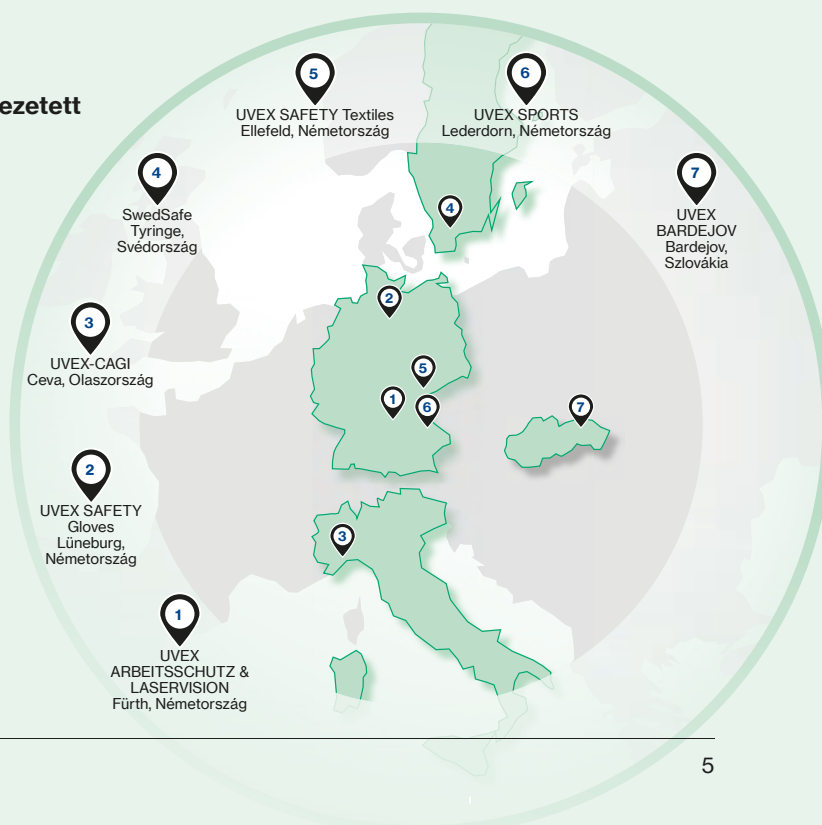 ezetett
5
UVEX SAFETY Textiles
Ellefeld, Németország
6
UVEX SPORTS
Lederdorn, Németország
4
SwedSafe
Tyringe,
Svédország
7
UVEX
BARDEJOV
Bardejov,
Szlovákia
3
UVEX-CAGI
Ceva, Olaszország
2
UVEX SAFETY
Gloves
Lüneburg,
Németország
1
UVEX
ARBEITSSCHUTZ &
LASERVISION
Fürth, Németország
4
2
5
1
6
7
3
5